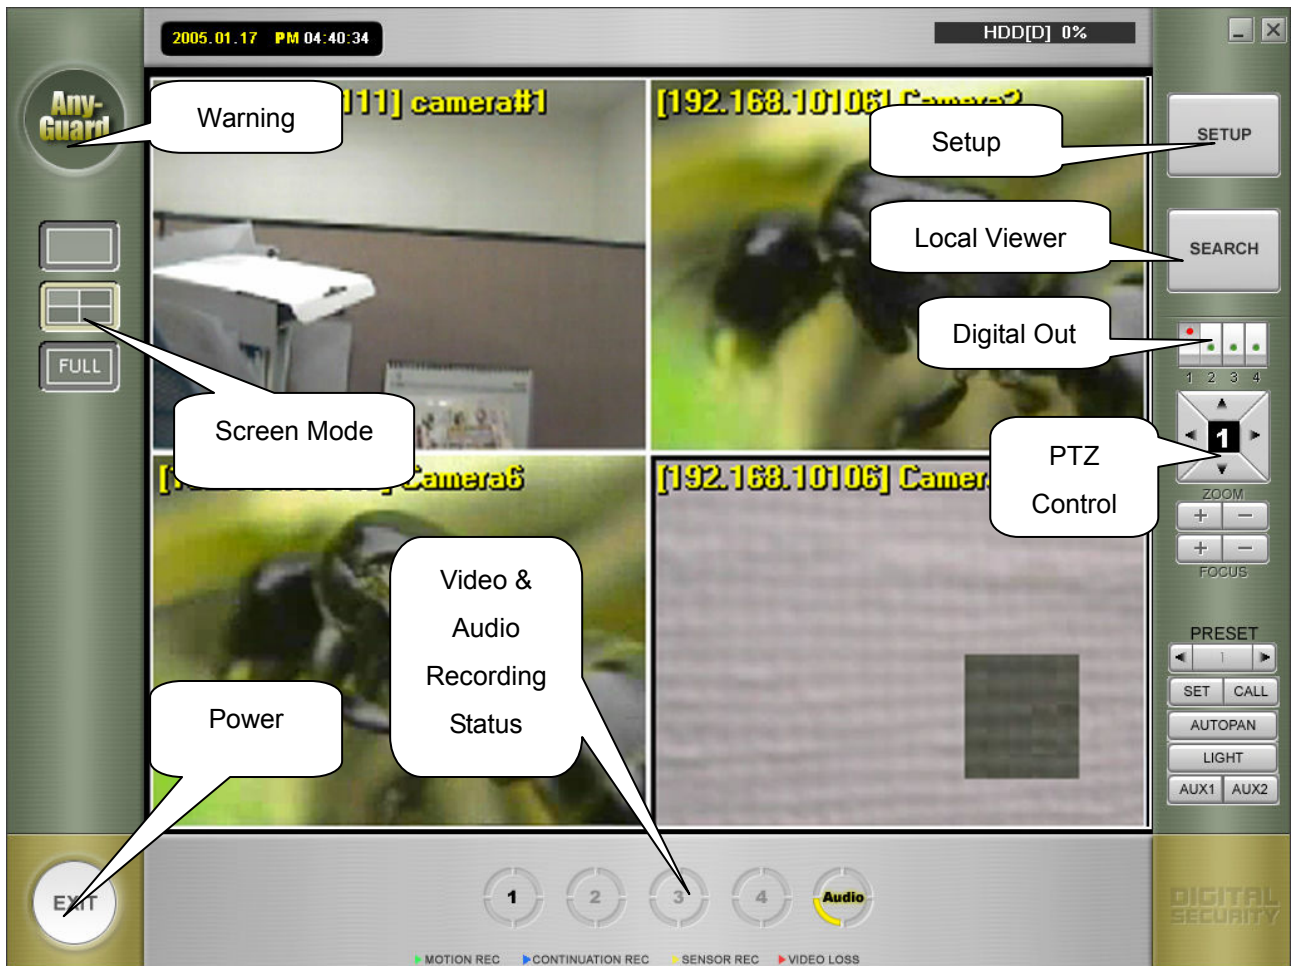 2005.01.17 PM 04:40:34
HDD[D] 0%
Any-
Guard
Warning
111] camera#1
[192.168.10106] Camera2
Setup
SETUP
Local Viewer
SEARCH
Digital Out
1 2 3 4
FULL
Screen Mode
1
PTZ
Control
ZOOM
+ −
+ −
FOCUS
Camera6
[192.168.10106]
Video &
Audio
Recording
Status
PRESET
1
SET CALL
AUTOPAN
LIGHT
AUX1 AUX2
Power
EXIT
1 2 3 4 Audio
DIGITAL
SECURITY
MOTION REC CONTINUATION REC SENSOR REC VIDEO LOSS